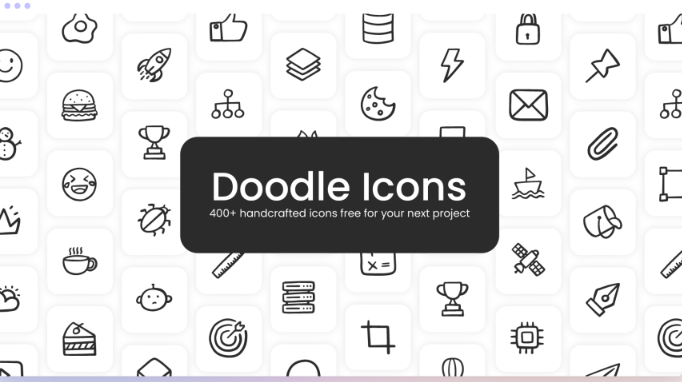 Doodle Icons
400+ handcrafted icons free for your next project